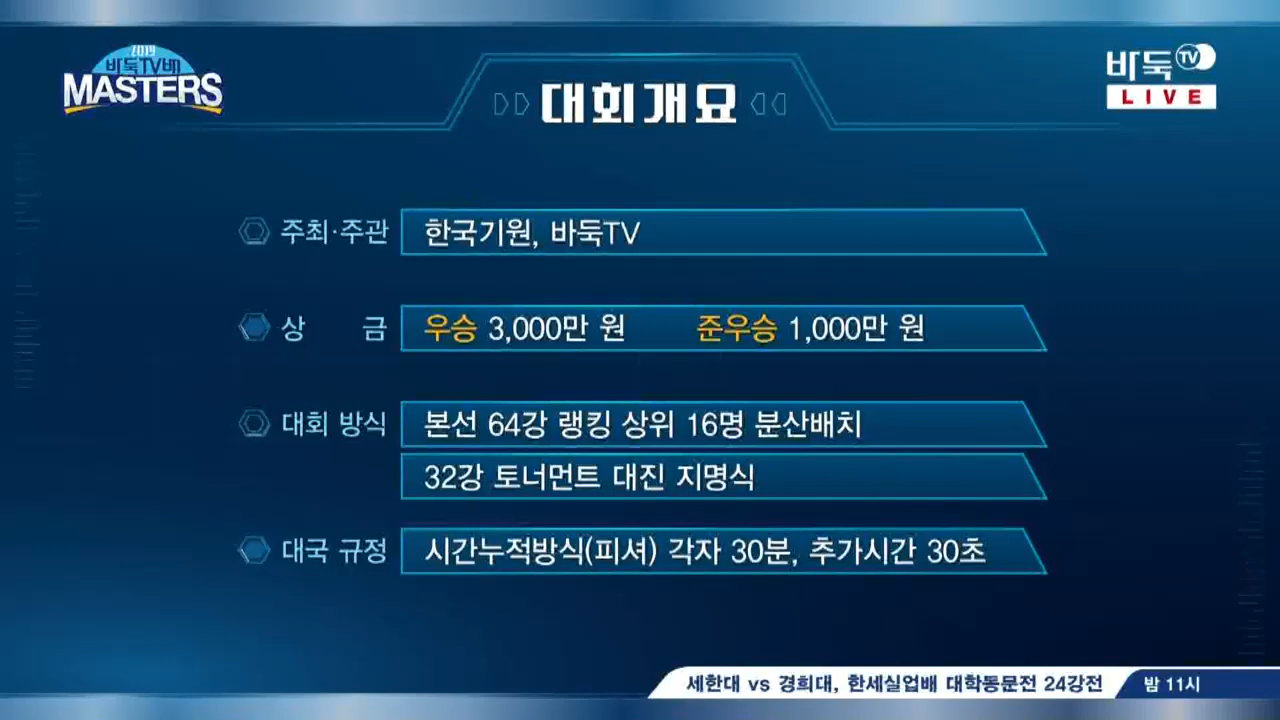 2019
바둑TV배
MASTERS
대회개요
바둑TV
LIVE
주최·주관 한국기원, 바둑TV
상 금 우승 3,000만 원 준우승 1,000만 원
대회 방식 본선 64강 랭킹 상위 16명 분산배치
32강 토너먼트 대진 지명식
대국 규정 시간누적방식(피셔) 각자 30분, 추가시간 30초
세한대 vs 경희대, 한세실업배 대학동문전 24강전 밤 11시